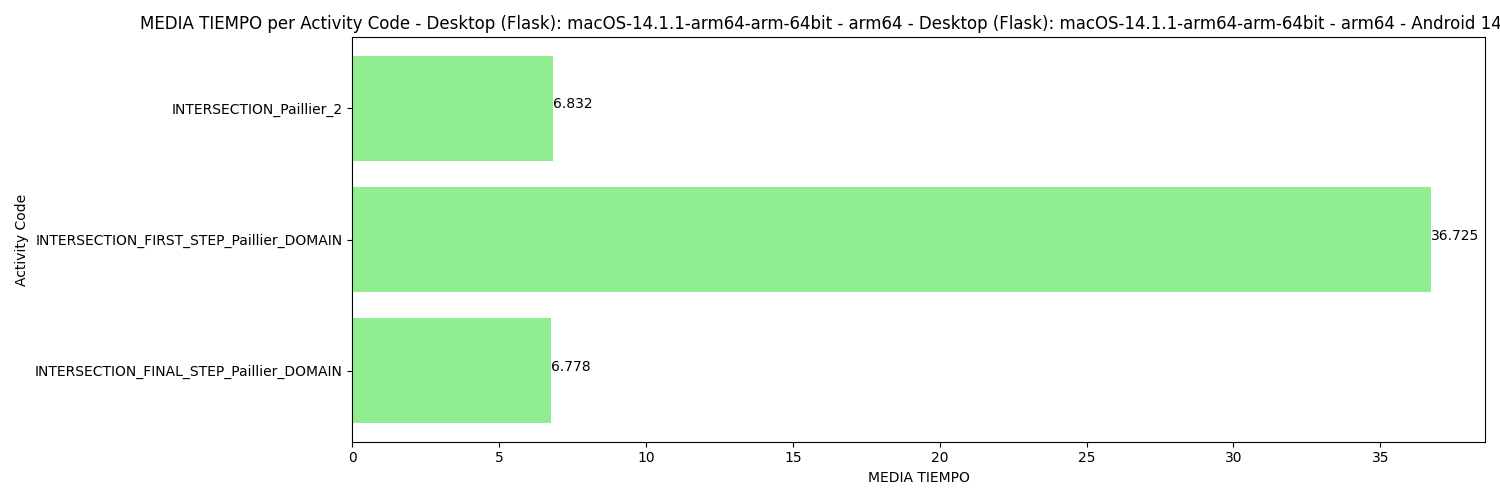 MEDIA TIEMPO per Activity Code - Desktop (Flask): macOS-14.1.1-arm64-arm-64bit - arm64 - Desktop (Flask): macOS-14.1.1-arm64-arm-64bit - arm64 - Android 14
INTERSECTION_Paillier_2
6.832
Activity Code
INTERSECTION_FIRST_STEP_Paillier_DOMAIN
36.725
INTERSECTION_FINAL_STEP_Paillier_DOMAIN
6.778
0 5 10 15 20 25 30 35
MEDIA TIEMPO